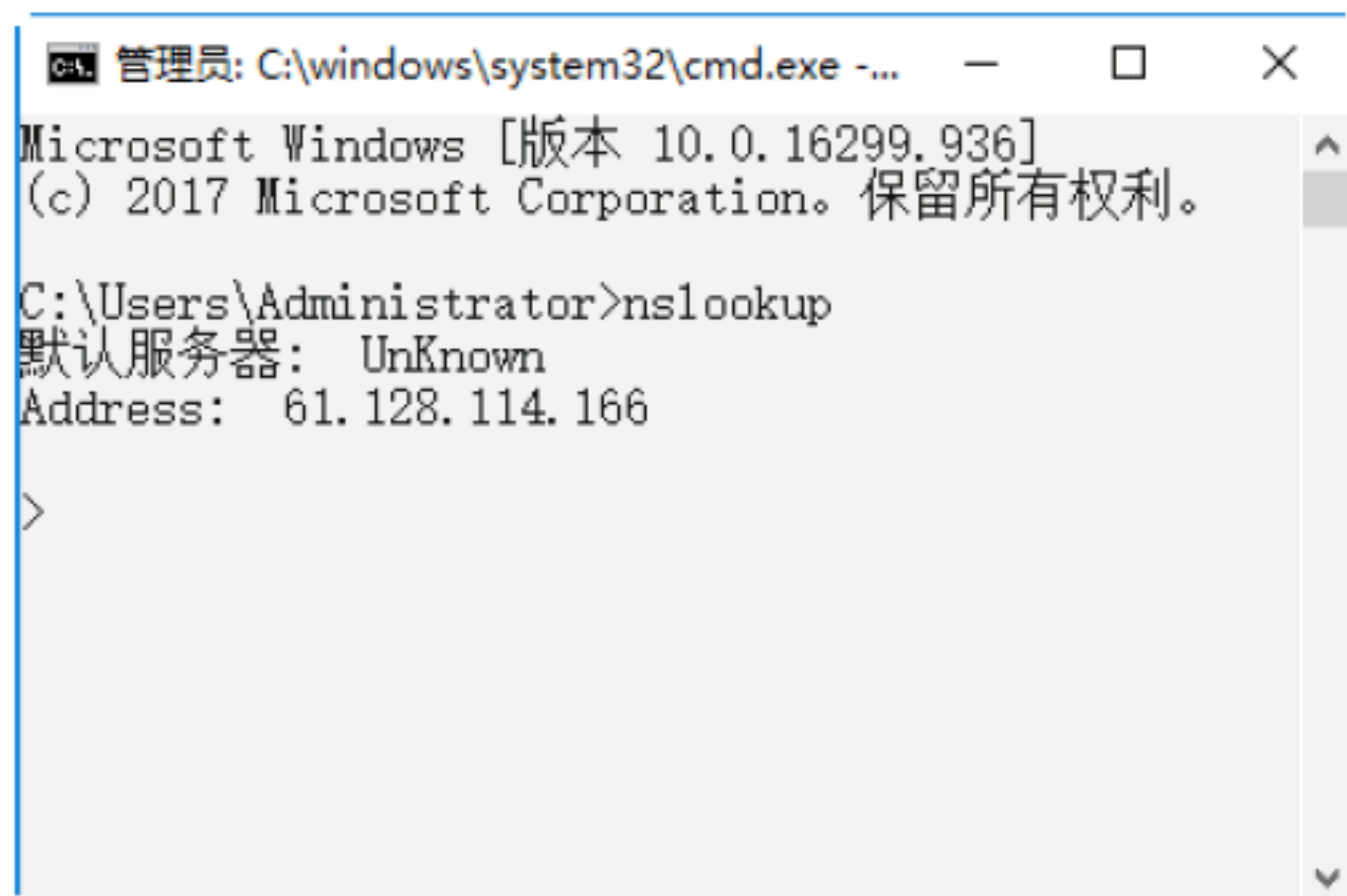 管理员: C:\windows\system32\cmd.exe -...
Microsoft Windows [版本 10.0.16299.936]
(c) 2017 Microsoft Corporation。保留所有权利。
C:\Users\Administrator>nslookup
默认服务器:  UnKnown
Address:  61.128.114.166
>